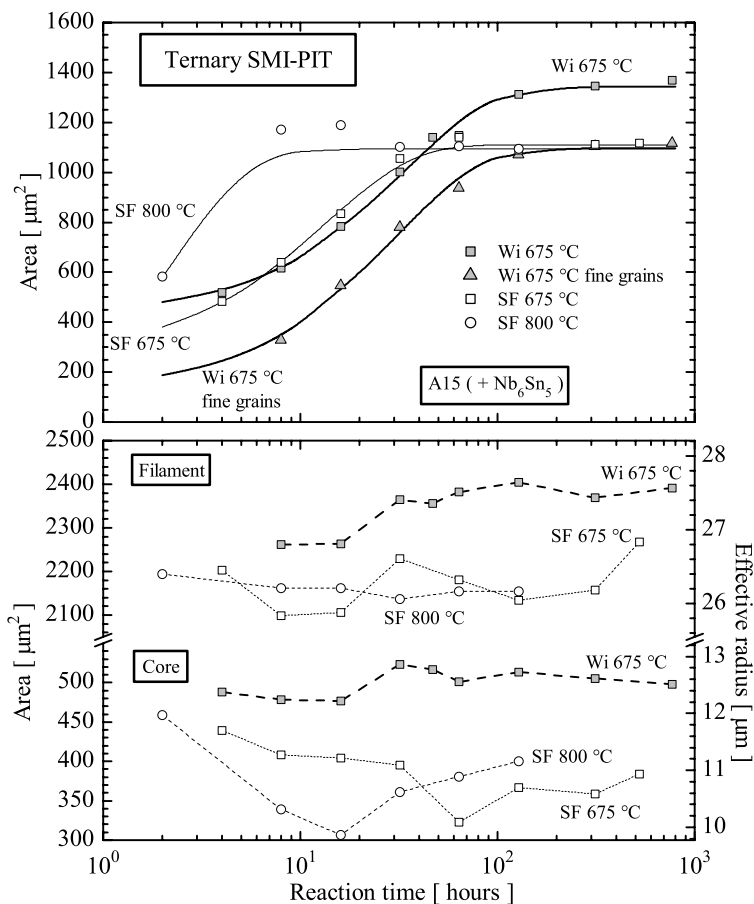 Ternary SMI-PIT
1600
1400
1200
1000
800
600
400
200
0
Area [ μm²]
Wi 675 °C
SF 800 °C
SF 675 °C
Wi 675 °C
fine grains
Wi 675 °C
Wi 675 °C fine grains
SF 675 °C
SF 800 °C
A15 ( + Nb₆Sn₅ )
2500
2400
2300
2200
2100
500
450
400
350
300
Area [ μm²]
Filament
Wi 675 °C
SF 675 °C
SF 800 °C
Core
Wi 675 °C
SF 800 °C
SF 675 °C
28
27
26
13
12
11
10
Effective radius [ μm]
10⁰ 10¹ 10² 10³
Reaction time [ hours]